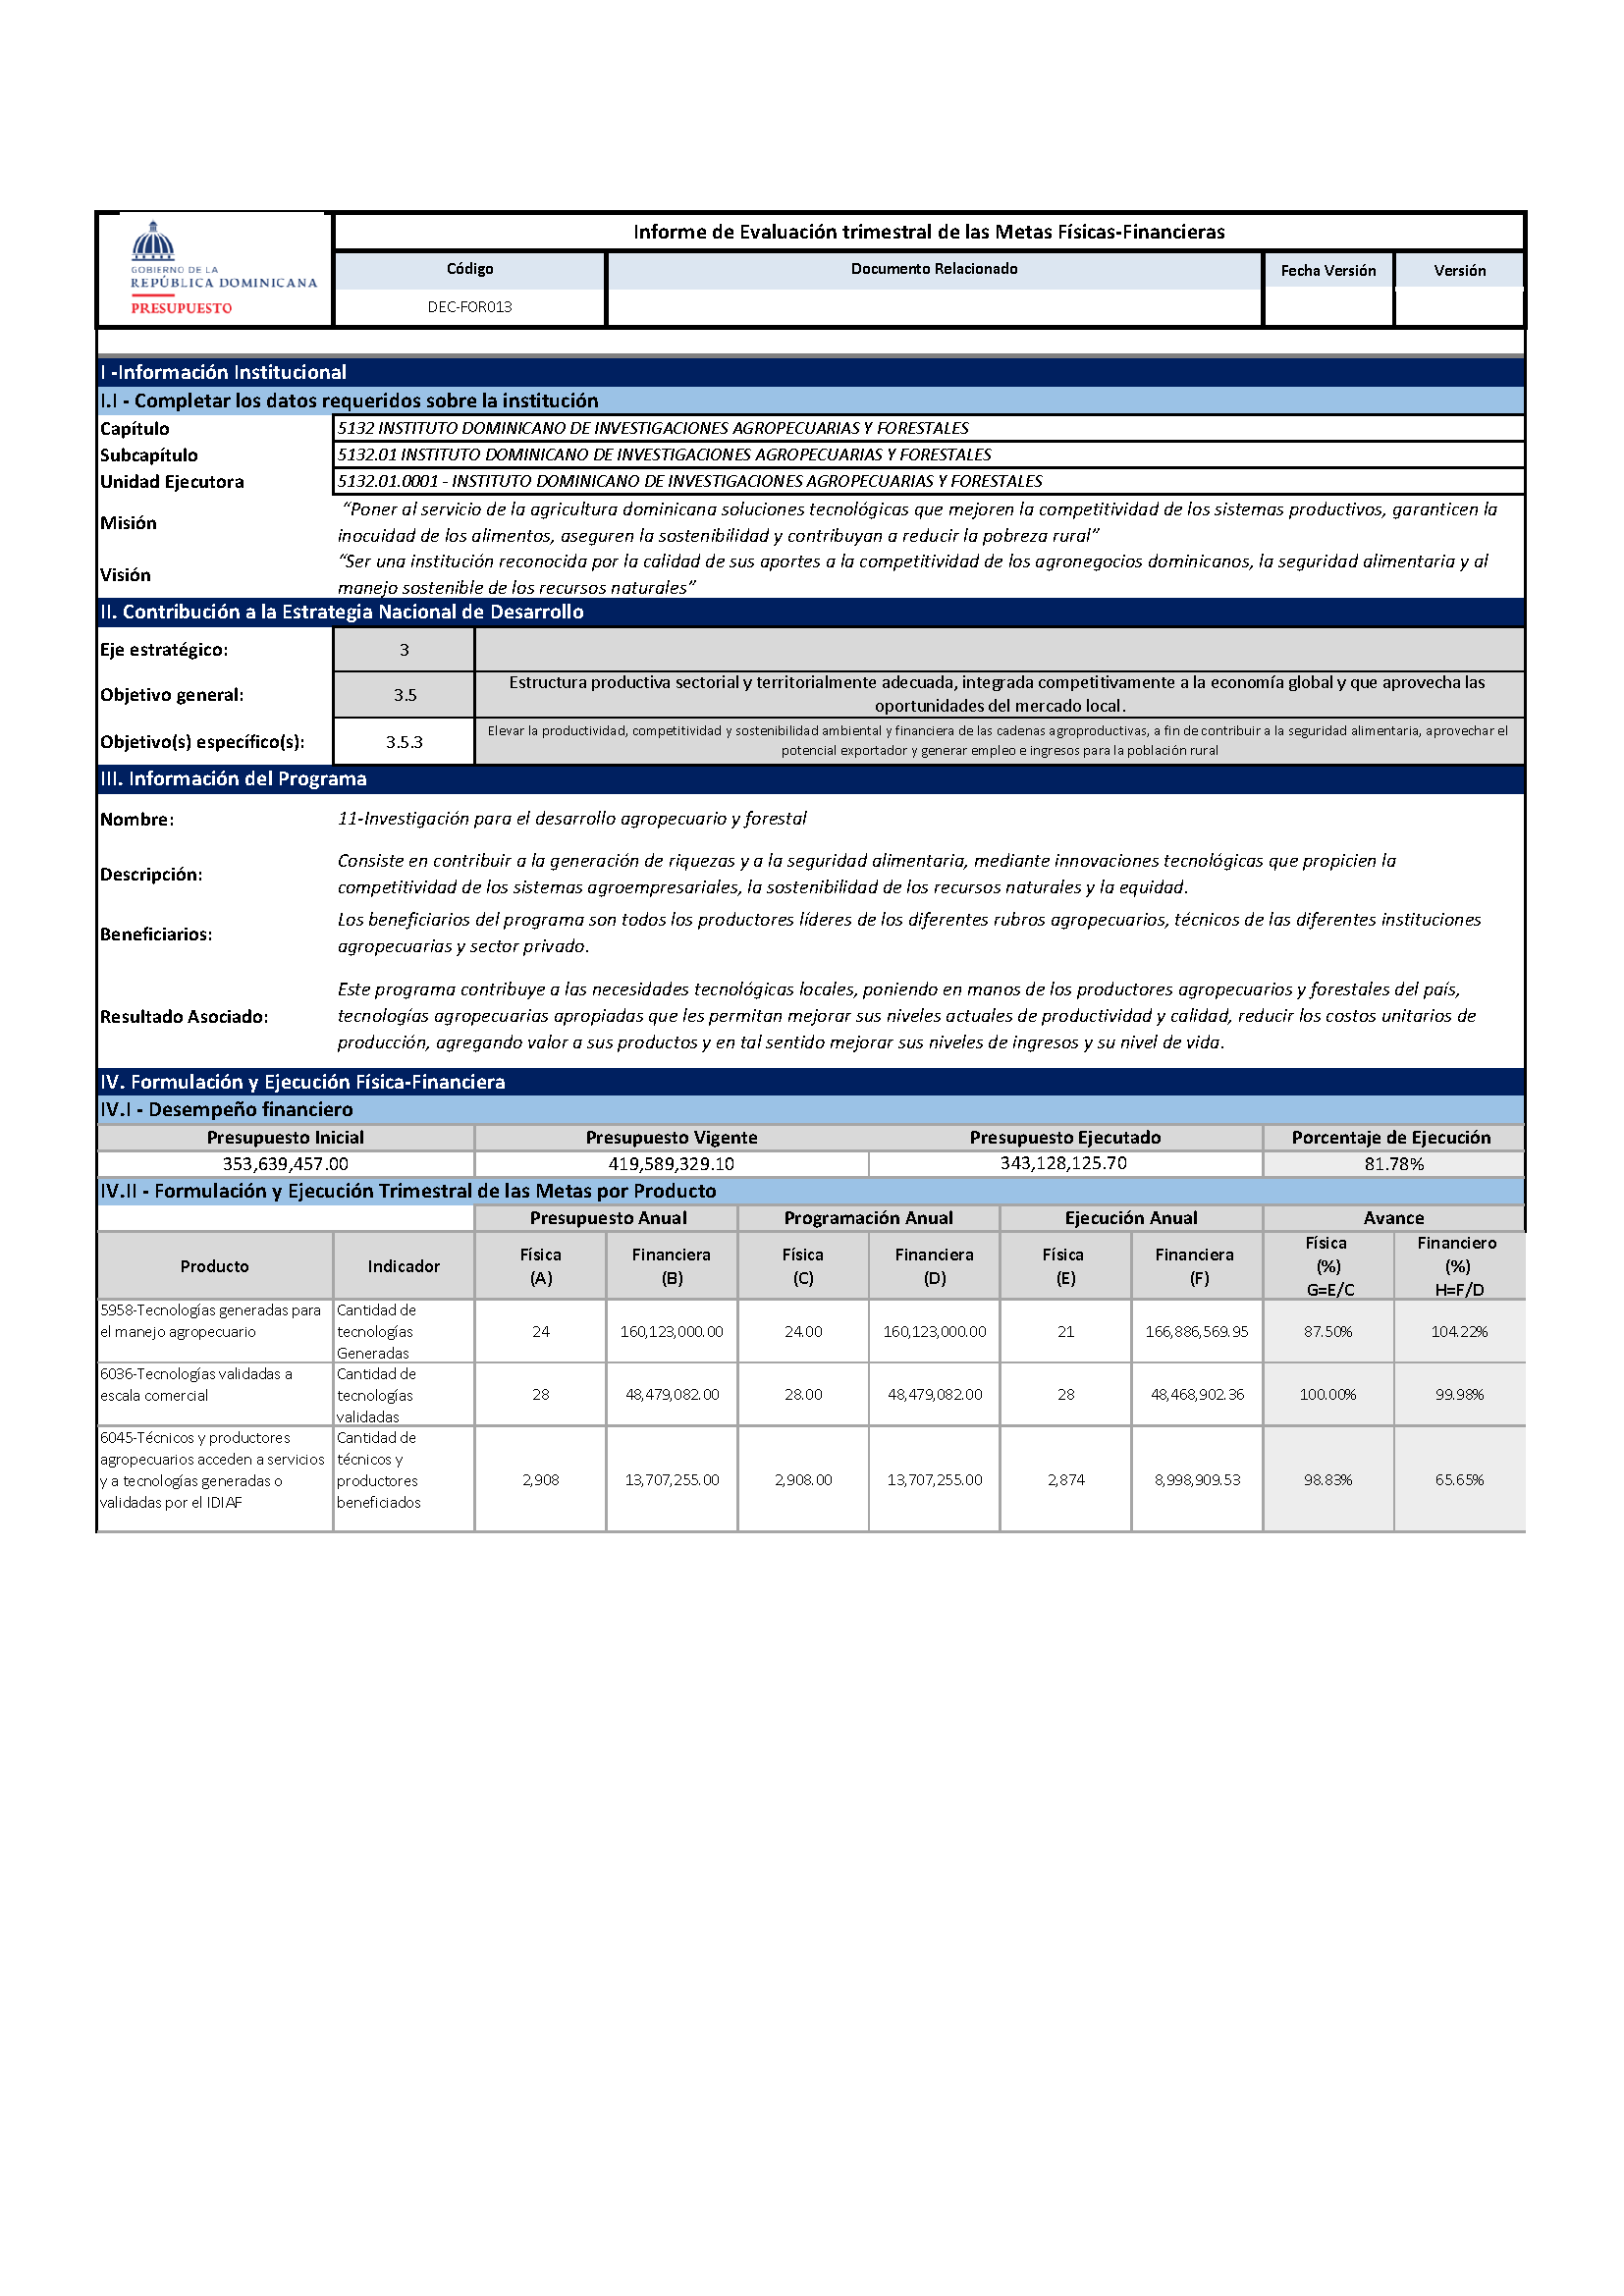 GOBIERNO DE LA
REPÚBLICA DOMINICANA
PRESUPUESTO
Informe de Evaluación trimestral de las Metas Físicas-Financieras
Código Documento Relacionado Fecha Versión Versión
DEC-FOR013
I -Información Institucional
I.I - Completar los datos requeridos sobre la institución
Capítulo 5132 INSTITUTO DOMINICANO DE INVESTIGACIONES AGROPECUARIAS Y FORESTALES
Subcapítulo 5132.01 INSTITUTO DOMINICANO DE INVESTIGACIONES AGROPECUARIAS Y FORESTALES
Unidad Ejecutora 5132.01.0001 - INSTITUTO DOMINICANO DE INVESTIGACIONES AGROPECUARIAS Y FORESTALES
Misión
“Poner al servicio de la agricultura dominicana soluciones tecnológicas que mejoren la competitividad de los sistemas productivos, garanticen la
inocuidad de los alimentos, aseguren la sostenibilidad y contribuyan a reducir la pobreza rural”
Visión
“Ser una institución reconocida por la calidad de sus aportes a la competitividad de los agronegocios dominicanos, la seguridad alimentaria y al
manejo sostenible de los recursos naturales”
II. Contribución a la Estrategia Nacional de Desarrollo
Eje estratégico: 3
Objetivo general: 3.5
Estructura productiva sectorial y territorialmente adecuada, integrada competitivamente a la economía global y que aprovecha las
oportunidades del mercado local.
Objetivo(s) específico(s): 3.5.3
Elevar la productividad, competitividad y sostenibilidad ambiental y financiera de las cadenas agroproductivas, a fin de contribuir a la seguridad alimentaria, aprovechar el
potencial exportador y generar empleo e ingresos para la población rural
III. Información del Programa
Nombre: 11-Investigación para el desarrollo agropecuario y forestal
Descripción:
Consiste en contribuir a la generación de riquezas y a la seguridad alimentaria, mediante innovaciones tecnológicas que propicien la
competitividad de los sistemas agroempresariales, la sostenibilidad de los recursos naturales y la equidad.
Beneficiarios:
Los beneficiarios del programa son todos los productores líderes de los diferentes rubros agropecuarios, técnicos de las diferentes instituciones
agropecuarias y sector privado.
Resultado Asociado:
Este programa contribuye a las necesidades tecnológicas locales, poniendo en manos de los productores agropecuarios y forestales del país,
tecnologías agropecuarias apropiadas que les permitan mejorar sus niveles actuales de productividad y calidad, reducir los costos unitarios de
producción, agregando valor a sus productos y en tal sentido mejorar sus niveles de ingresos y su nivel de vida.
IV. Formulación y Ejecución Física-Financiera
IV.I - Desempeño financiero
Presupuesto Inicial Presupuesto Vigente Presupuesto Ejecutado Porcentaje de Ejecución
353,639,457.00 419,589,329.10 343,128,125.70 81.78%
IV.II - Formulación y Ejecución Trimestral de las Metas por Producto
Presupuesto Anual Programación Anual Ejecución Anual Avance
Producto Indicador
Física Financiera Física Financiera Física Financiera Física Financiero
(A) (B) (C) (D) (E) (F) (%) (%)
G=E/C H=F/D
5958-Tecnologías generadas para
el manejo agropecuario
Cantidad de
tecnologías
Generadas
24 160,123,000.00 24.00 160,123,000.00 21 166,886,569.95 87.50% 104.22%
6036-Tecnologías validadas a
escala comercial
Cantidad de
tecnologías
validadas
28 48,479,082.00 28.00 48,479,082.00 28 48,468,902.36 100.00% 99.98%
6045-Técnicos y productores
agropecuarios acceden a servicios
y a tecnologías generadas o
validadas por el IDIAF
Cantidad de
técnicos y
productores
beneficiados
2,908 13,707,255.00 2,908.00 13,707,255.00 2,874 8,998,909.53 98.83% 65.65%